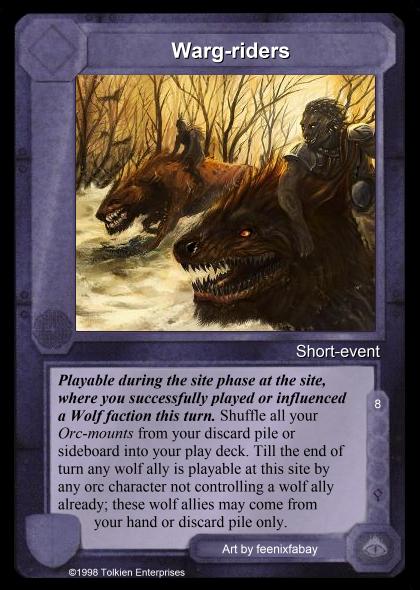 Warg-riders
Short-event
Playable during the site phase at the site,
where you successfully played or influenced
a Wolf faction this turn. Shuffle all your
Orc-mounts from your discard pile or
sideboard into your play deck. Till the end of
turn any wolf ally is playable at this site by
any orc character not controlling a wolf ally
already; these wolf allies may come from
your hand or discard pile only.
8
Art by feenixfabay
©1998 Tolkien Enterprises